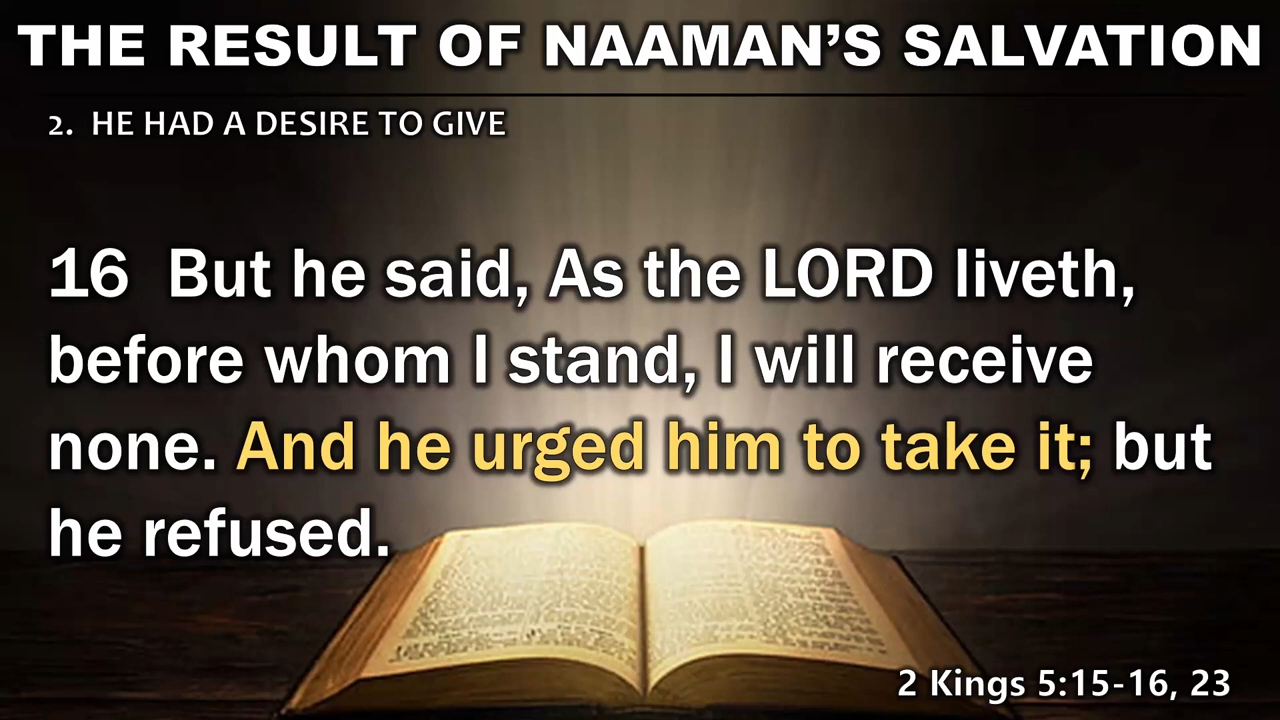 THE RESULT OF NAAMAN’S SALVATION
2. HE HAD A DESIRE TO GIVE
16 But he said, As the LORD liveth,
before whom I stand, I will receive
none. And he urged him to take it; but
he refused.
2 Kings 5:15-16, 23